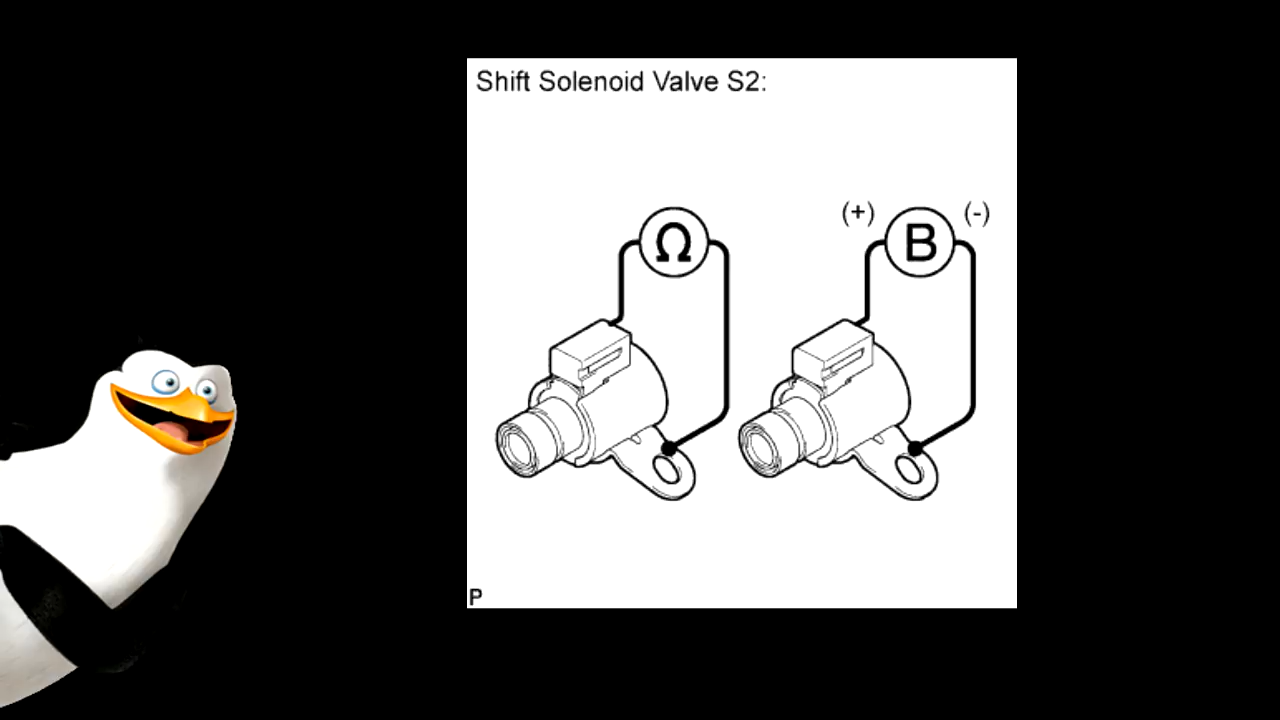 Shift Solenoid Valve S2:
(+) B (-)
Ω
P